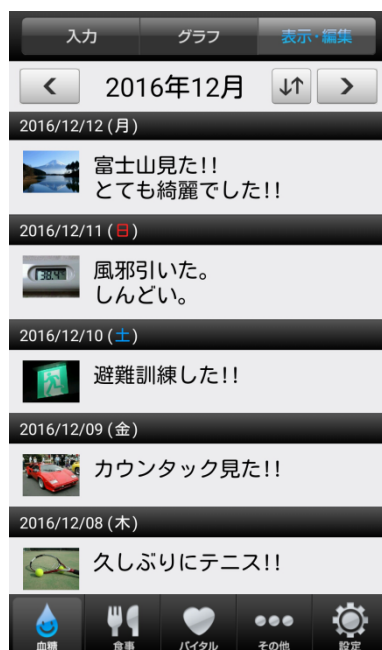 入力 グラフ 表示・編集
2016年12月
2016/12/12 (月)
富士山見た!!
とても綺麗でした!!
2016/12/11 (日)
38.4
風邪引いた。
しんどい。
2016/12/10 (土)
避難訓練した!!
2016/12/09 (金)
カウンタック見た!!
2016/12/08 (木)
久しぶりにテニス!!
血糖 食事 バイタル その他 設定